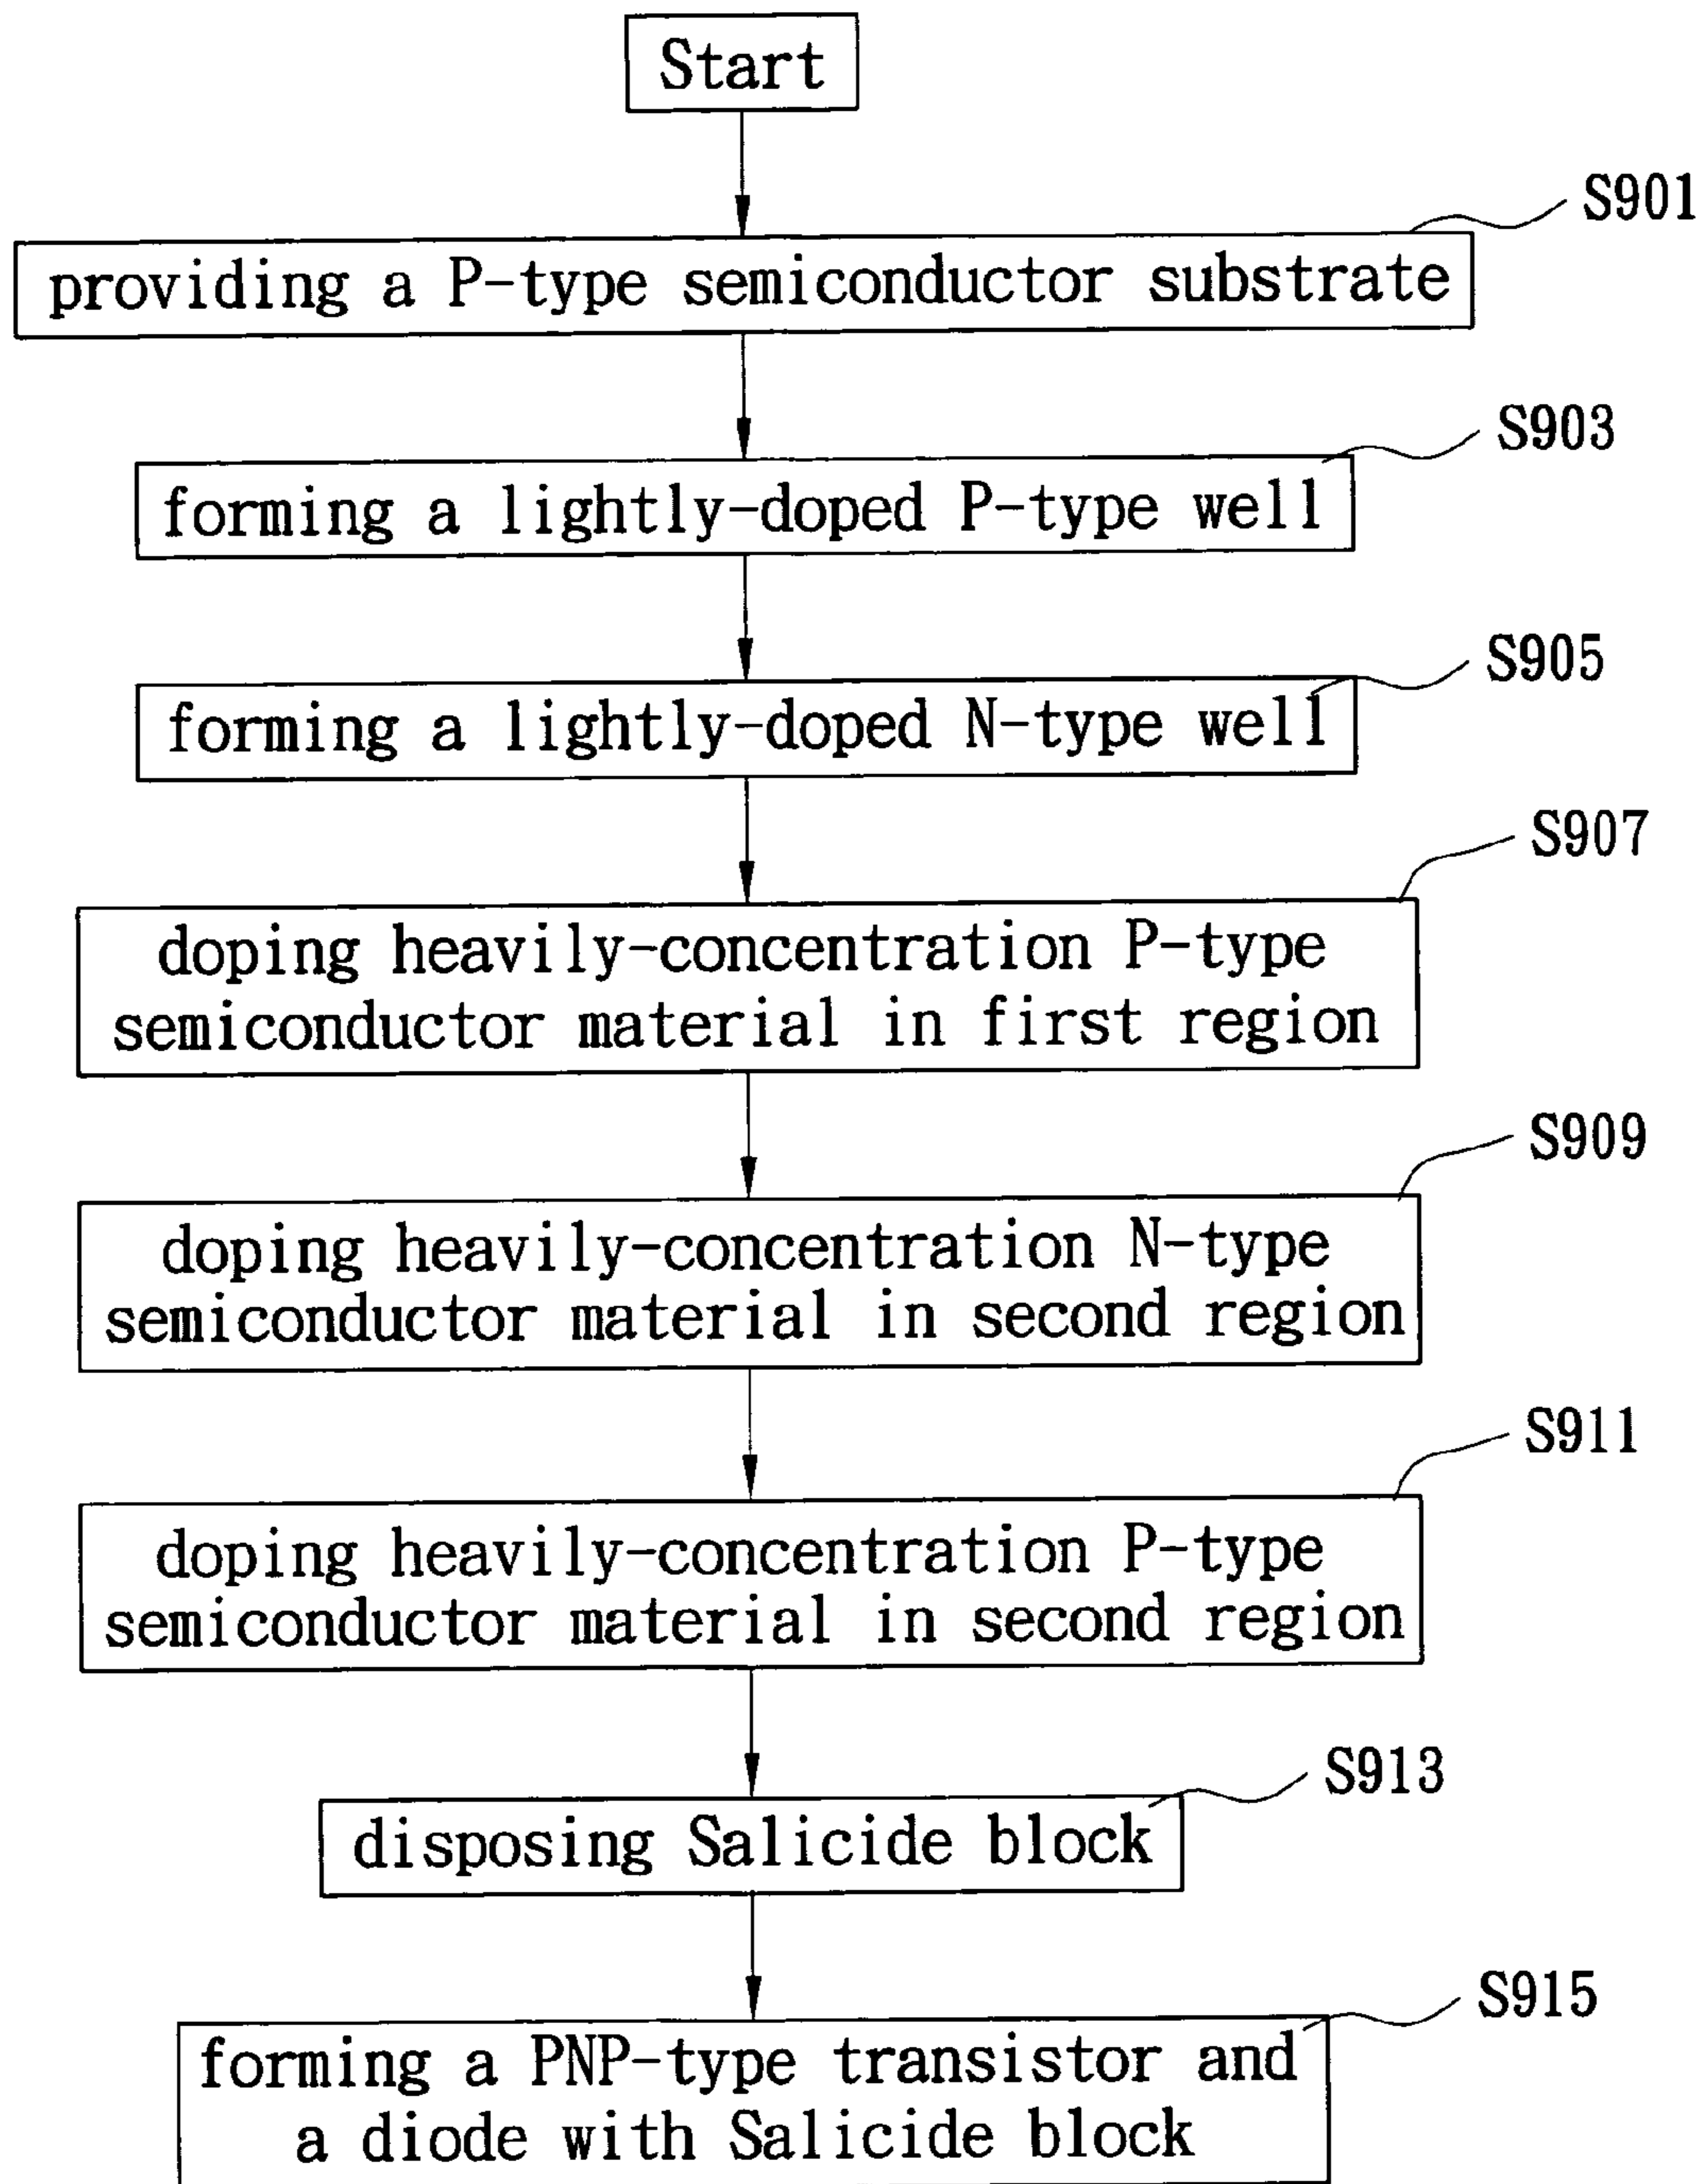 Start
S901
providing a P-type semiconductor substrate
S903
forming a lightly-doped P-type well
S905
forming a lightly-doped N-type well
S907
doping heavily-concentration P-type
semiconductor material in first region
S909
doping heavily-concentration N-type
semiconductor material in second region
S911
doping heavily-concentration P-type
semiconductor material in second region
S913
disposing Salicide block
S915
forming a PNP-type transistor and
a diode with Salicide block